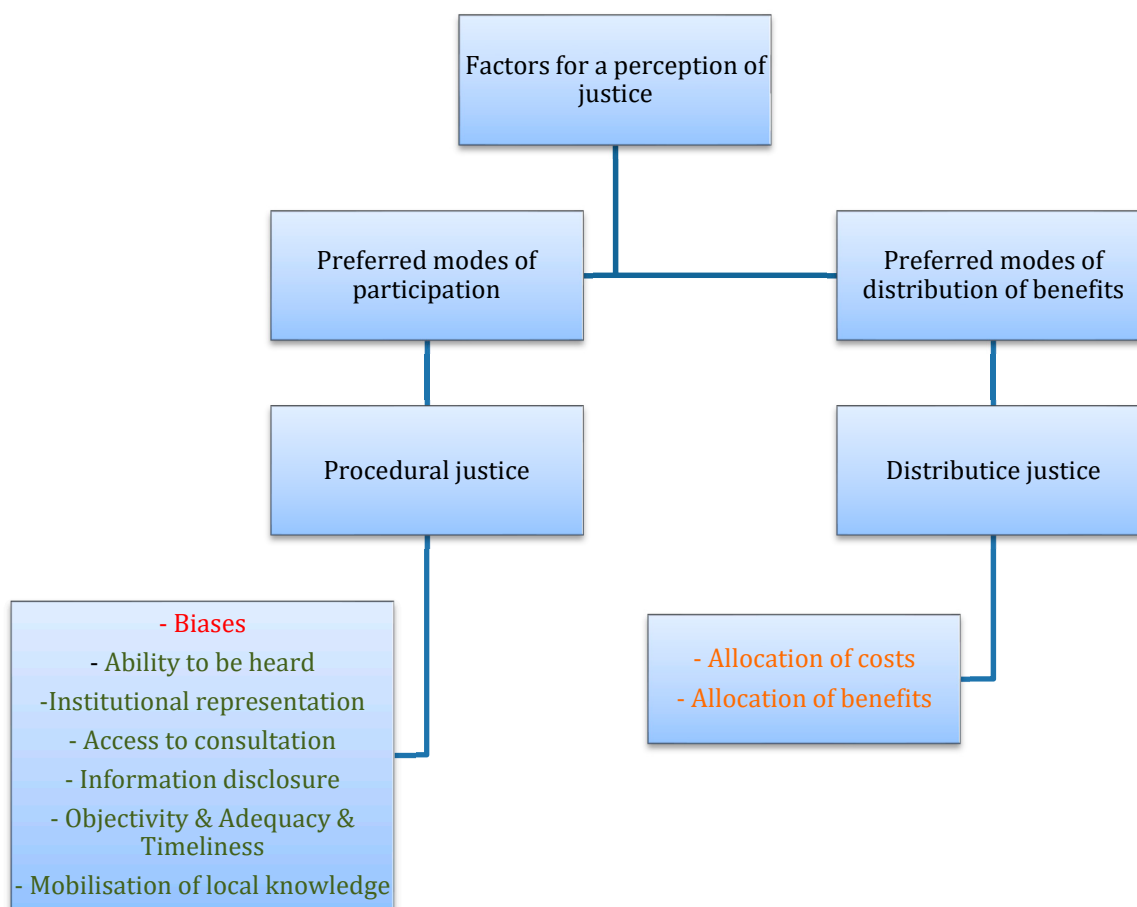 Factors for a perception of
justice
Preferred modes of
participation
Preferred modes of
distribution of benefits
Procedural justice
Distributice justice
- Biases
- Ability to be heard
-Institutional representation
- Access to consultation
- Information disclosure
- Objectivity & Adequacy &
Timeliness
- Mobilisation of local knowledge
- Allocation of costs
- Allocation of benefits